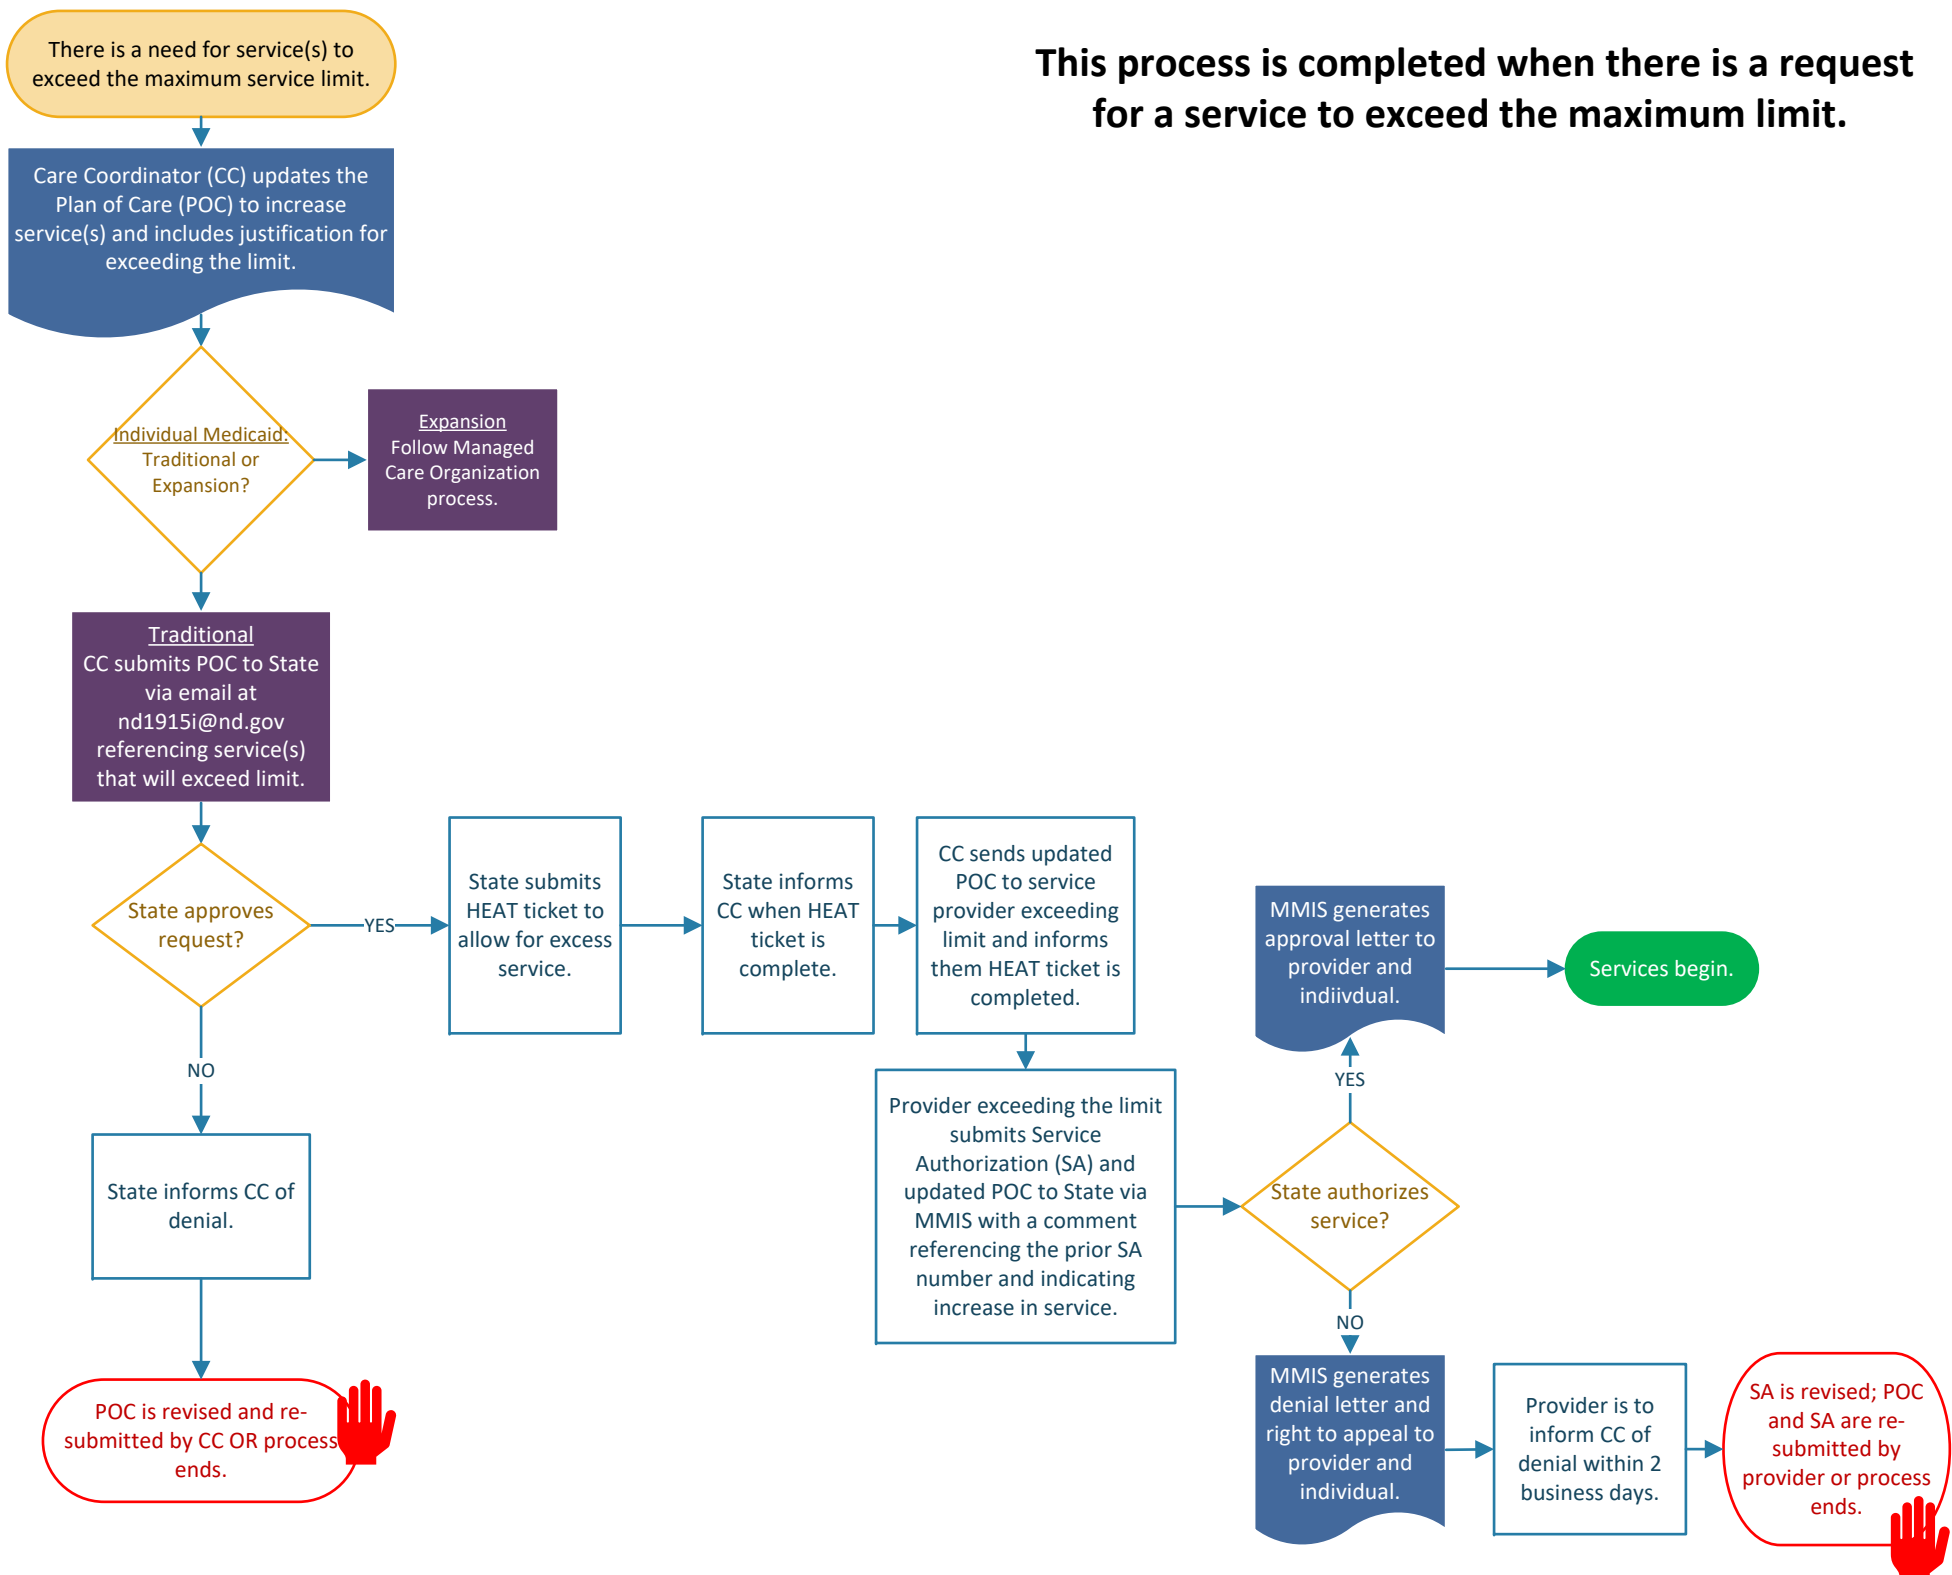 There is a need for service(s) to
exceed the maximum service limit.
This process is completed when there is a request
for a service to exceed the maximum limit.
Care Coordinator (CC) updates the
Plan of Care (POC) to increase
service(s) and includes justification for
exceeding the limit.
Individual Medicaid:
Traditional or
Expansion?
Expansion
Follow Managed
Care Organization
process.
Traditional
CC submits POC to State
via email at
nd1915i@nd.gov
referencing service(s)
that will exceed limit.
State approves
request?
YES
State submits
HEAT ticket to
allow for excess
service.
State informs
CC when HEAT
ticket is
complete.
CC sends updated
POC to service
provider exceeding
limit and informs
them HEAT ticket is
completed.
MMIS generates
approval letter to
provider and
indiivdual.
Services begin.
NO
State informs CC of
denial.
POC is revised and re-
submitted by CC OR process
ends.
Provider exceeding the limit
submits Service
Authorization (SA) and
updated POC to State via
MMIS with a comment
referencing the prior SA
number and indicating
increase in service.
YES
State authorizes
service?
NO
MMIS generates
denial letter and
right to appeal to
provider and
individual.
Provider is to
inform CC of
denial within 2
business days.
SA is revised; POC
and SA are re-
submitted by
provider or process
ends.